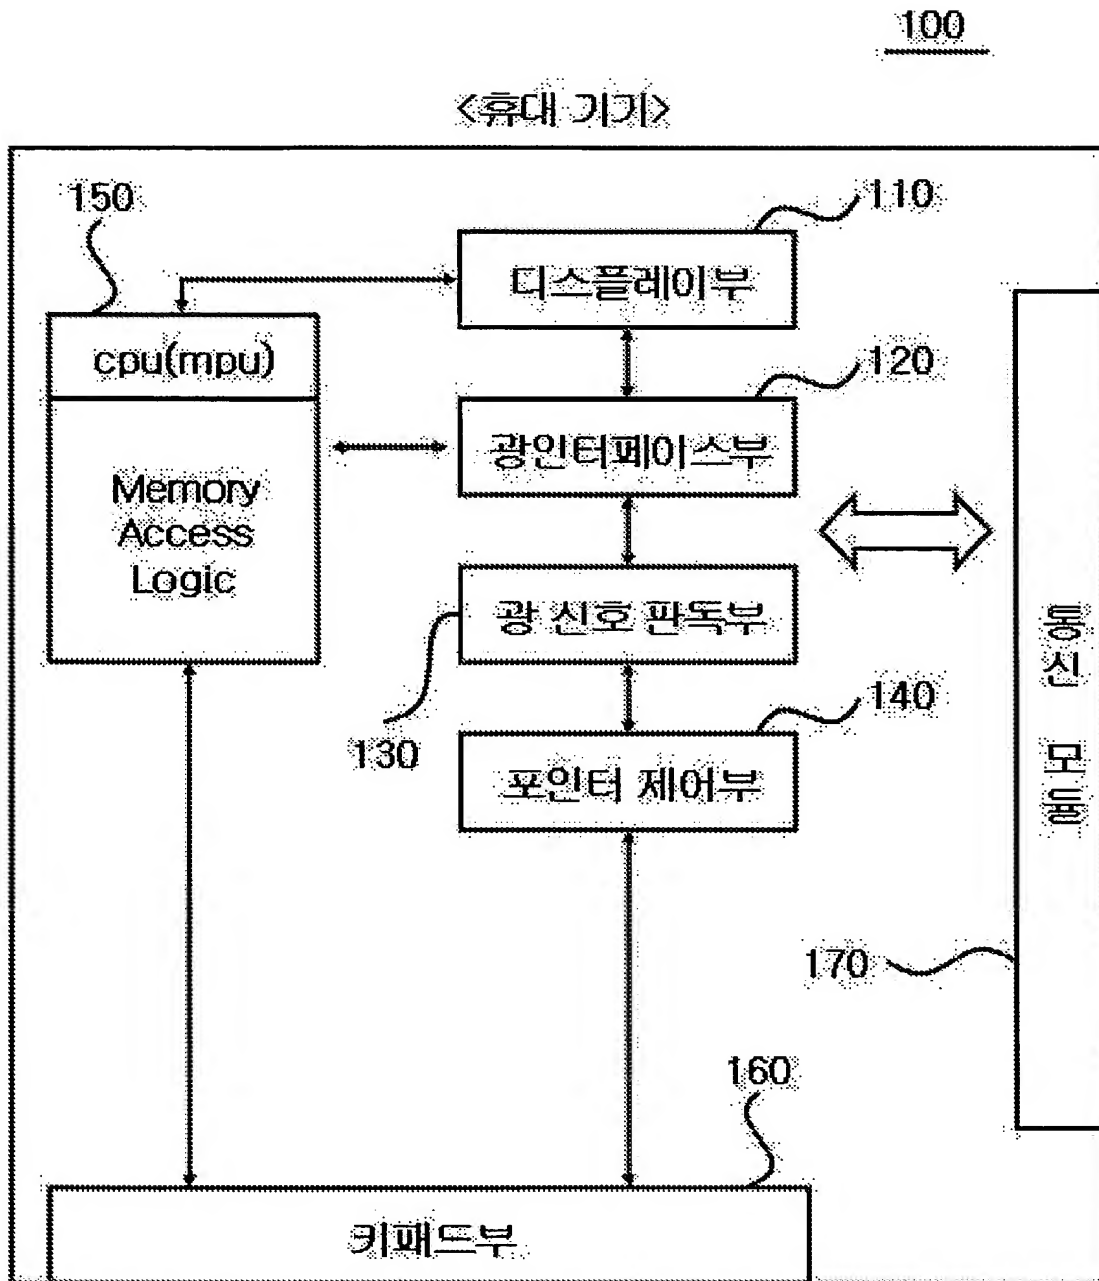 100
<휴대 기기>
150
110
디스플레이부
cpu(mpu)
120
광인터페이스부
Memory
Access
Logic
광 신호 판독부
130
140
포인터 제어부
통신 모듈
170
160
키패드부